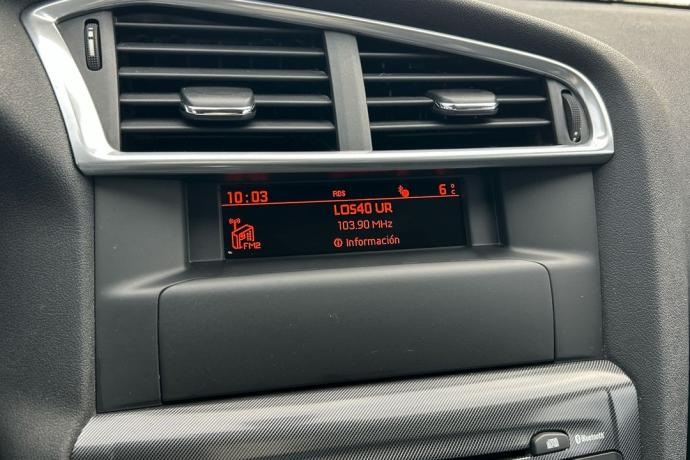 10:03 RDS 6°C
LOS40 UR
103.90 MHz
FM2
Información
Bluetooth